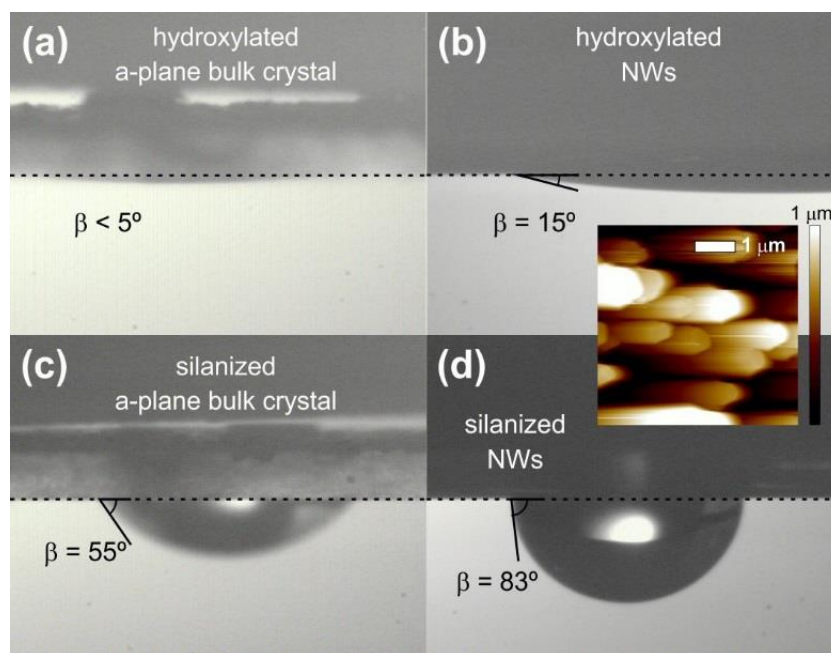 (a)
hydroxylated
a-plane bulk crystal
β < 5º
(b)
hydroxylated
NWs
β = 15º
1 μm
1 μm
(c)
silanized
a-plane bulk crystal
β = 55º
(d)
silanized
NWs
β = 83º